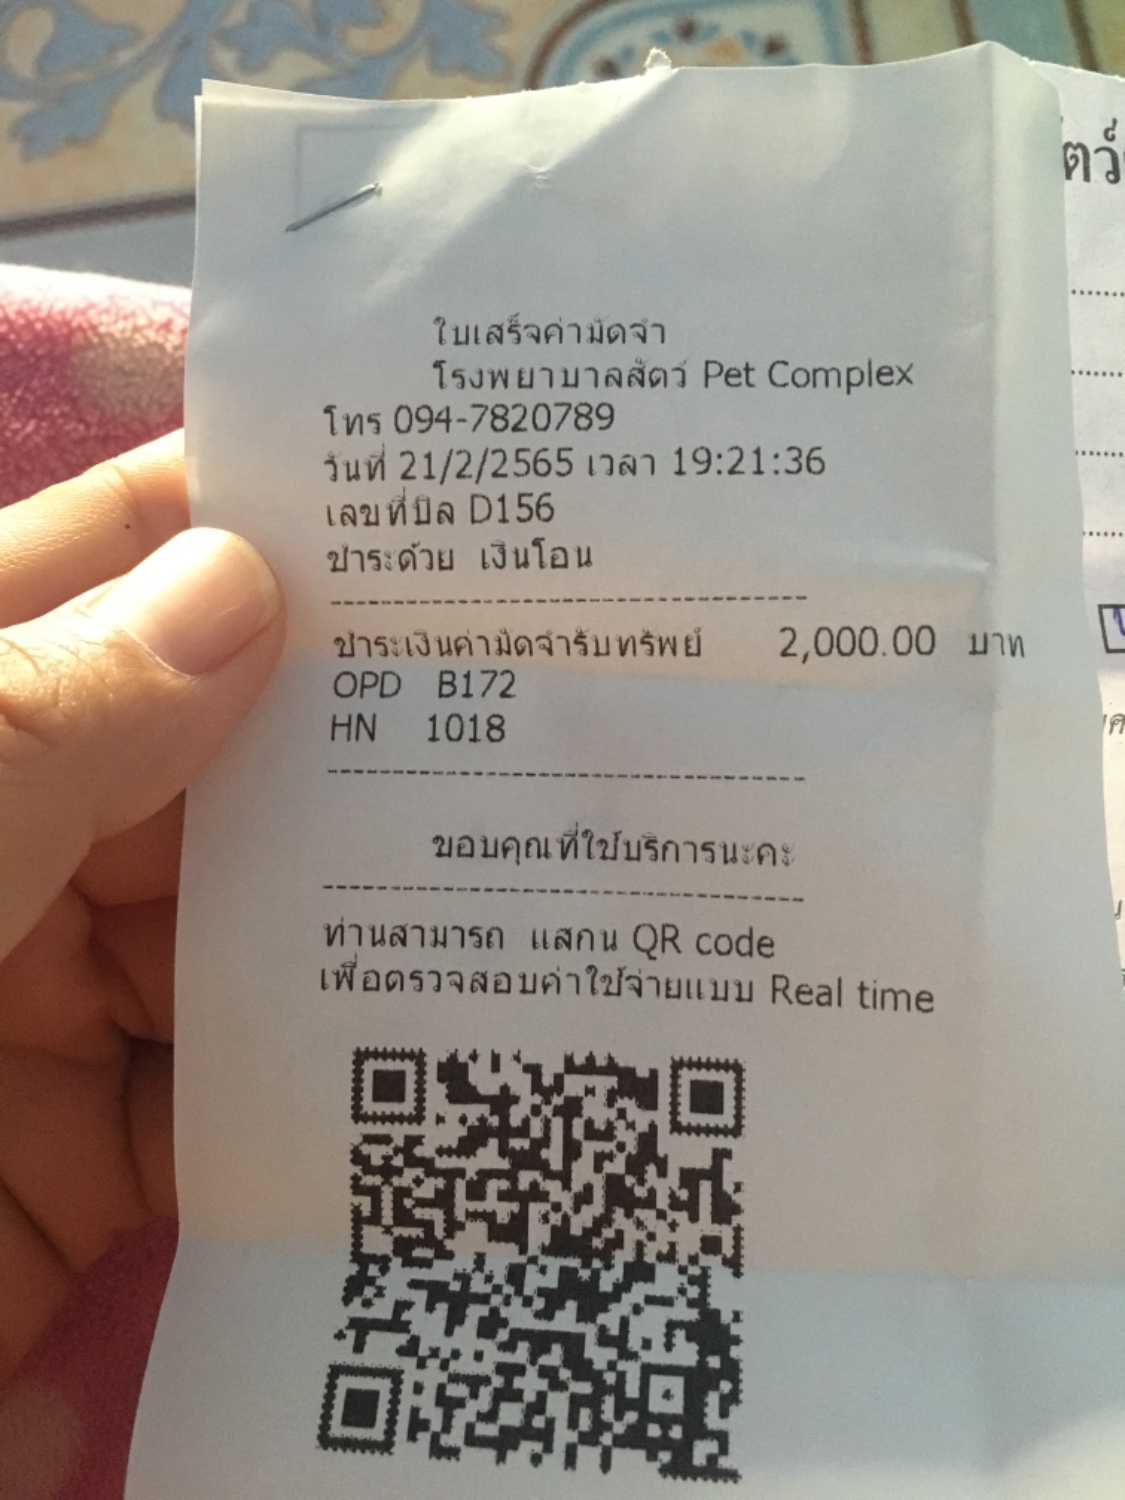 ใบเสร็จค่ามัดจำ
โรงพยาบาลสัตว์ Pet Complex
โทร 094-7820789
วันที่ 21/2/2565 เวลา 19:21:36
เลขที่บิล D156
ชำระด้วย เงินโอน
ชำระเงินค่ามัดจำรับทรัพย์ 2,000.00 บาท
OPD B172
HN 1018
ขอบคุณที่ใช้บริการนะคะ
ท่านสามารถ แสกน QR code
เพื่อตรวจสอบค่าใช้จ่ายแบบ Real time